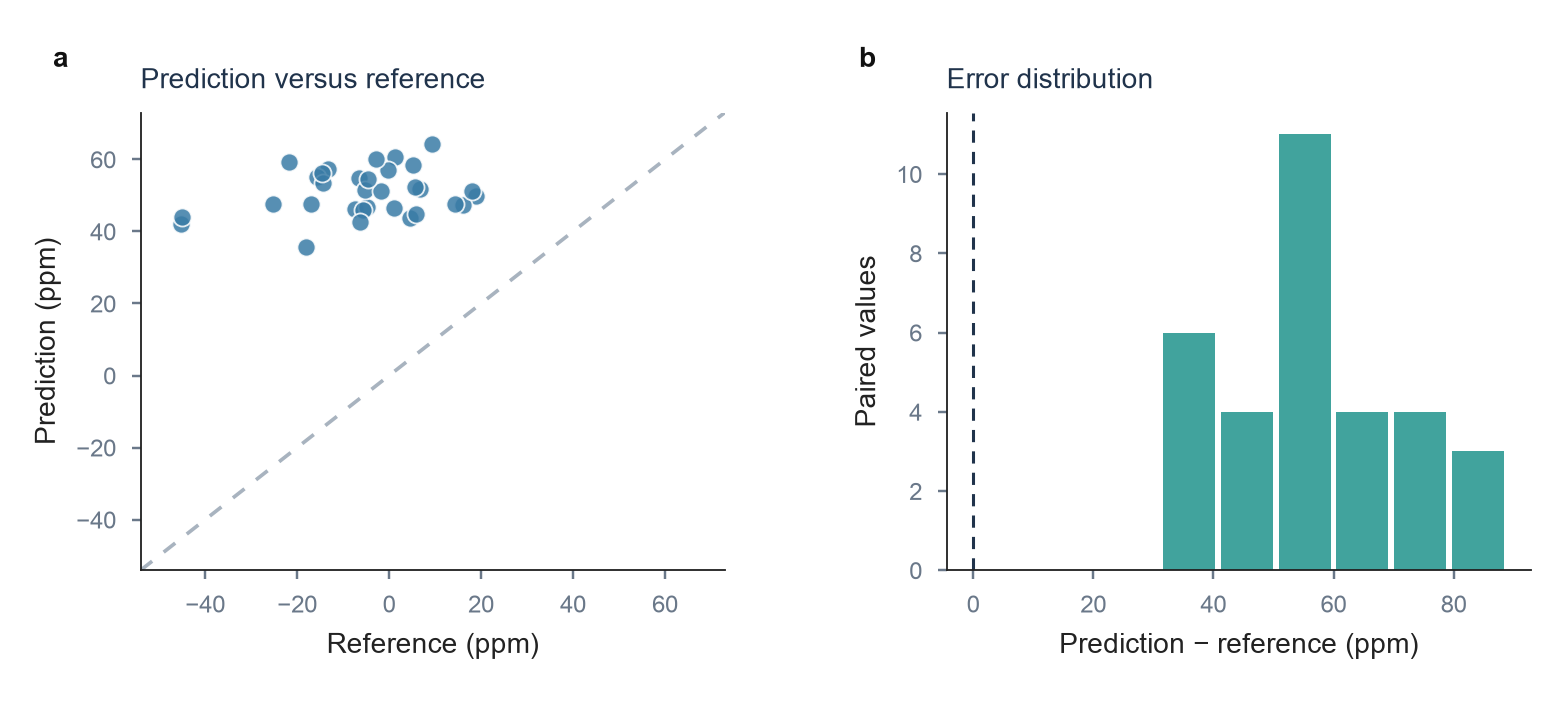 a
Prediction versus reference
Prediction (ppm)
60
40
20
0
−20
−40
−40 −20 0 20 40 60
Reference (ppm)
b
Error distribution
Paired values
10
8
6
4
2
0
0 20 40 60 80
Prediction − reference (ppm)